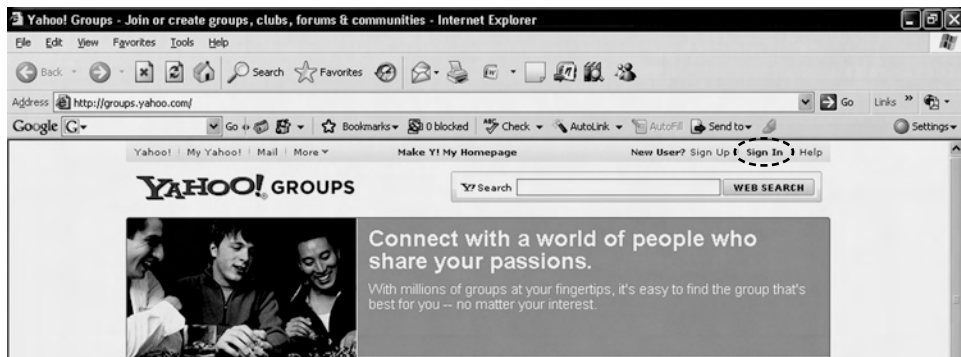 Yahoo! Groups - Join or create groups, clubs, forums & communities - Internet Explorer
File Edit View Favorites Tools Help
Back Search Favorites
Address http://groups.yahoo.com/ Go Links »
Google G Go Bookmarks 0 blocked ABC Check AutoLink AutoFill Send to Settings
Yahoo! My Yahoo! Mail More Make Y! My Homepage New User? Sign Up Sign In Help
YAHOO! GROUPS Y! Search WEB SEARCH
Connect with a world of people who
share your passions.
With millions of groups at your fingertips, it's easy to find the group that's
best for you -- no matter your interest.